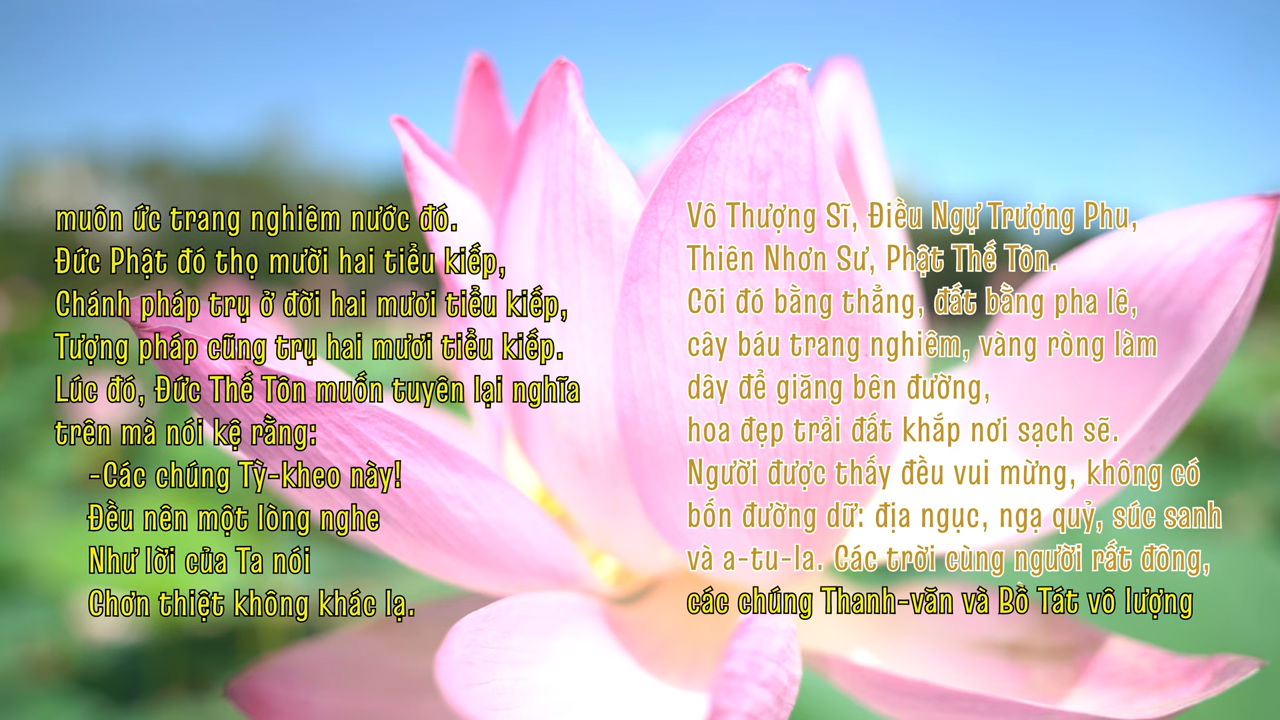 muôn ức trang nghiêm nước đó.
Đức Phật đó thọ mười hai tiểu kiếp,
Chánh pháp trụ ở đời hai mươi tiểu kiếp,
Tượng pháp cũng trụ hai mươi tiểu kiếp.
Lúc đó, Đức Thế Tôn muốn tuyên lại nghĩa
trên mà nói kệ rằng:
-Các chúng Tỳ-kheo này!
Đều nên một lòng nghe
Như lời của Ta nói
Chơn thiệt không khác lạ.
Vô Thượng Sĩ, Điều Ngự Trượng Phu,
Thiên Nhơn Sư, Phật Thế Tôn.
Cõi đó bằng thẳng, đất bằng pha lê,
cây báu trang nghiêm, vàng ròng làm
dây để giăng bên đường,
hoa đẹp trải đất khắp nơi sạch sẽ.
Người được thấy đều vui mừng, không có
bốn đường dữ: địa ngục, ngạ quỷ, súc sanh
và a-tu-la. Các trời cùng người rất đông,
các chúng Thanh-văn và Bồ Tát vô lượng